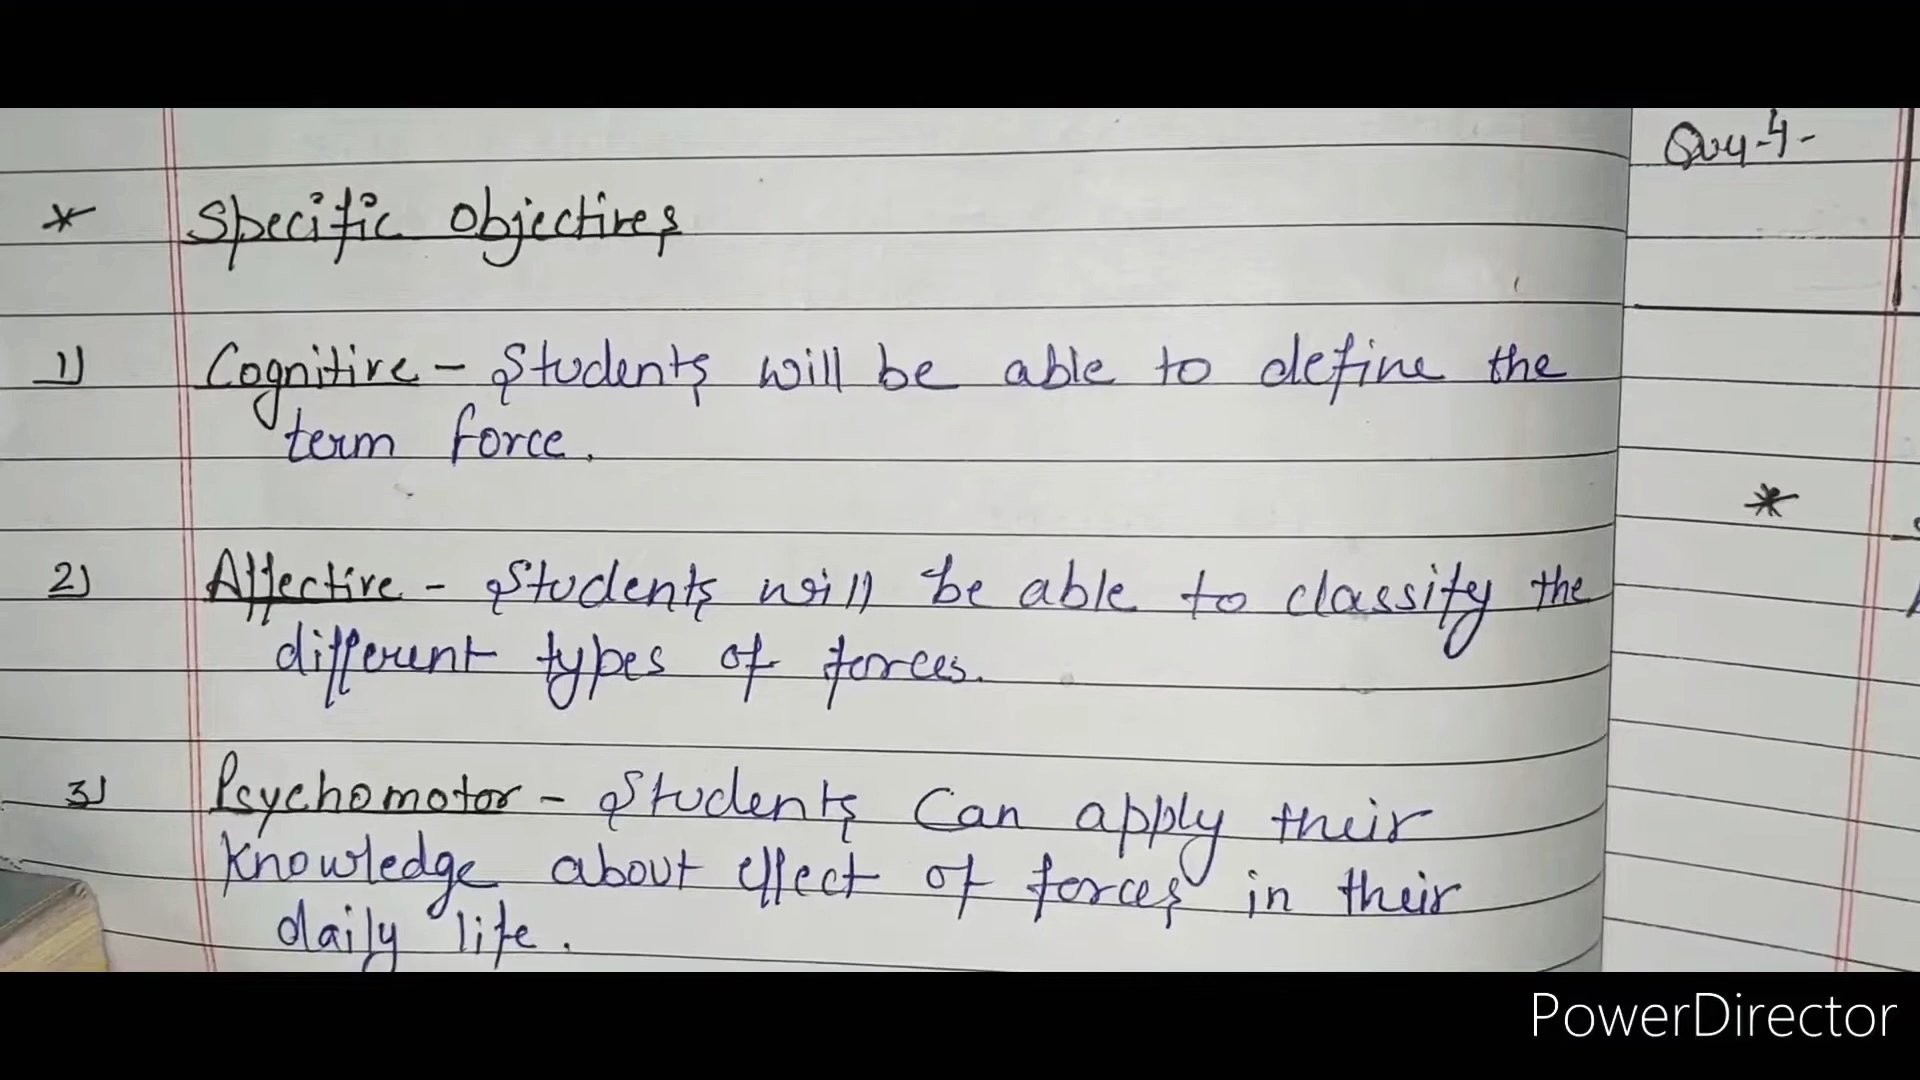 * Specific Objectives
1) Cognitive - Students will be able to define the
term force.
2) Affective - Students will be able to classify the
different types of forces.
3) Psychomotor - Students Can apply their
knowledge about effect of forces in their
daily life.
Qu4-4-
*
PowerDirector